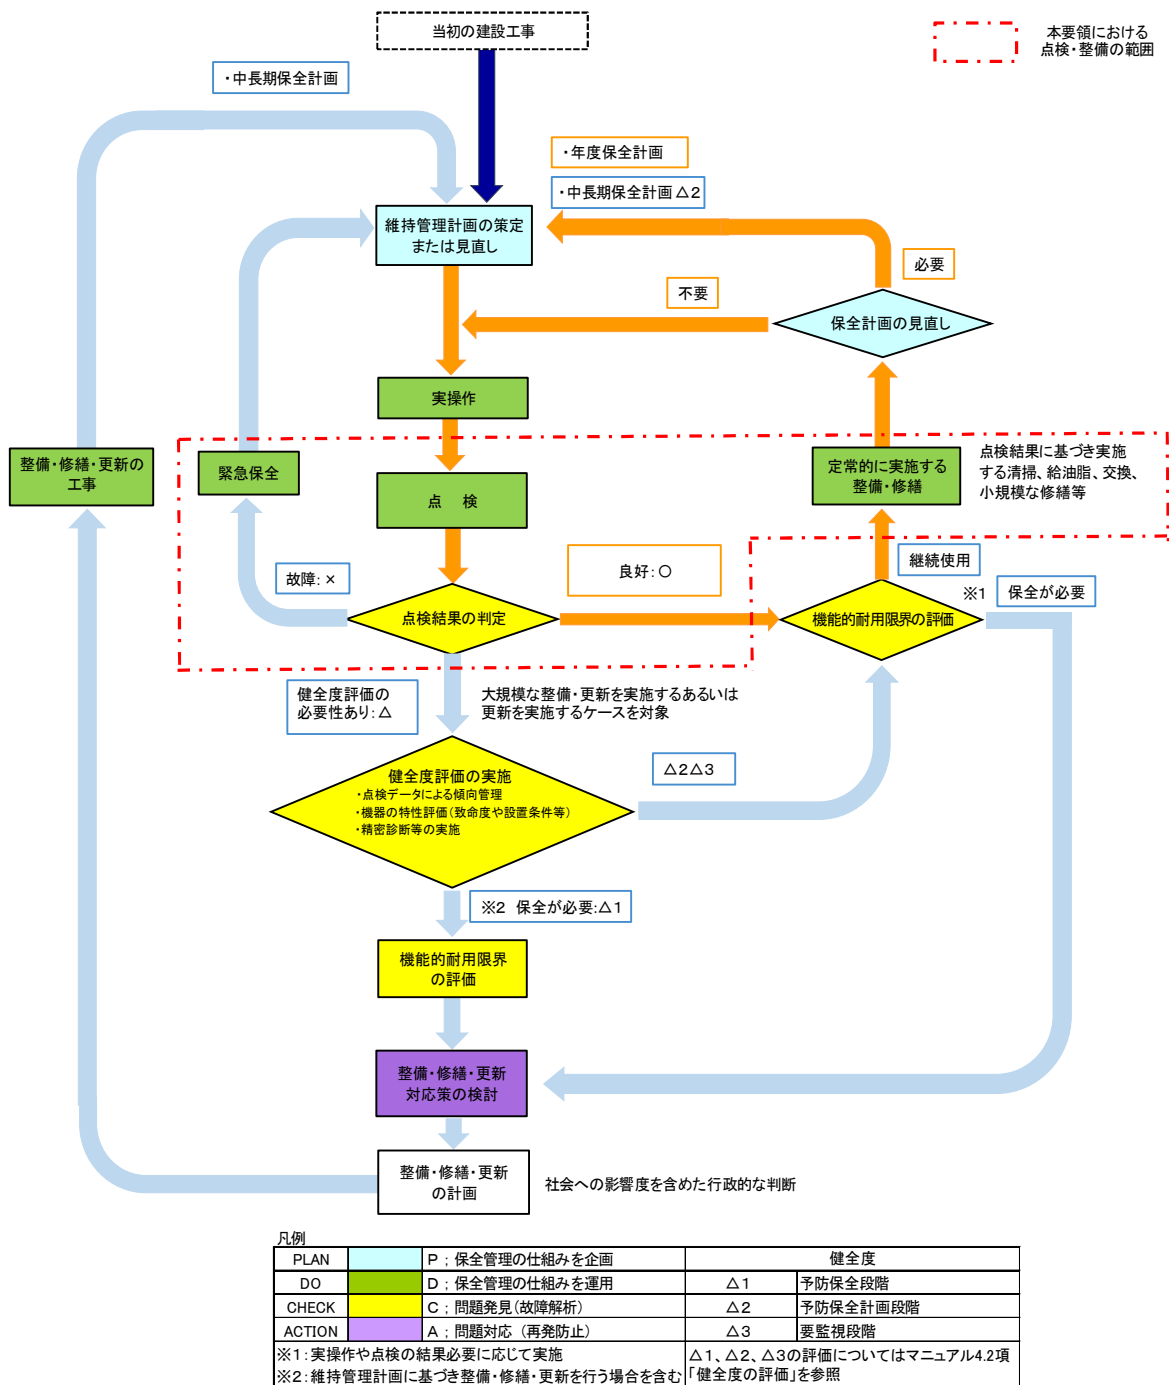 当初の建設工事
本要領における
点検・整備の範囲
・中長期保全計画
・年度保全計画
・中長期保全計画△2
維持管理計画の策定
または見直し
必要
不要
保全計画の見直し
実操作
整備・修繕・更新の
工事
緊急保全
点　検
定常的に実施する
整備・修繕
点検結果に基づき実施
する清掃、給油脂、交換、
小規模な修繕等
故障：×
良好：○
継続使用
※1
保全が必要
点検結果の判定
機能的耐用限界の評価
健全度評価の
必要性あり：△
大規模な整備・更新を実施するあるいは
更新を実施するケースを対象
健全度評価の実施
・点検データによる傾向管理
・機器の特性評価（致命度や設置条件等）
・精密診断等の実施
△2△3
※2 保全が必要：△1
機能的耐用限界
の評価
整備・修繕・更新
対応策の検討
整備・修繕・更新
の計画
社会への影響度を含めた行政的な判断
凡例
PLAN P；保全管理の仕組みを企画 健全度
DO D；保全管理の仕組みを運用 △1 予防保全段階
CHECK C；問題発見（故障解析） △2 予防保全計画段階
ACTION A；問題対応（再発防止） △3 要監視段階
※1：実操作や点検の結果必要に応じて実施
※2：維持管理計画に基づき整備・修繕・更新を行う場合を含む
△1、△2、△3の評価についてはマニュアル4.2項
「健全度の評価」を参照